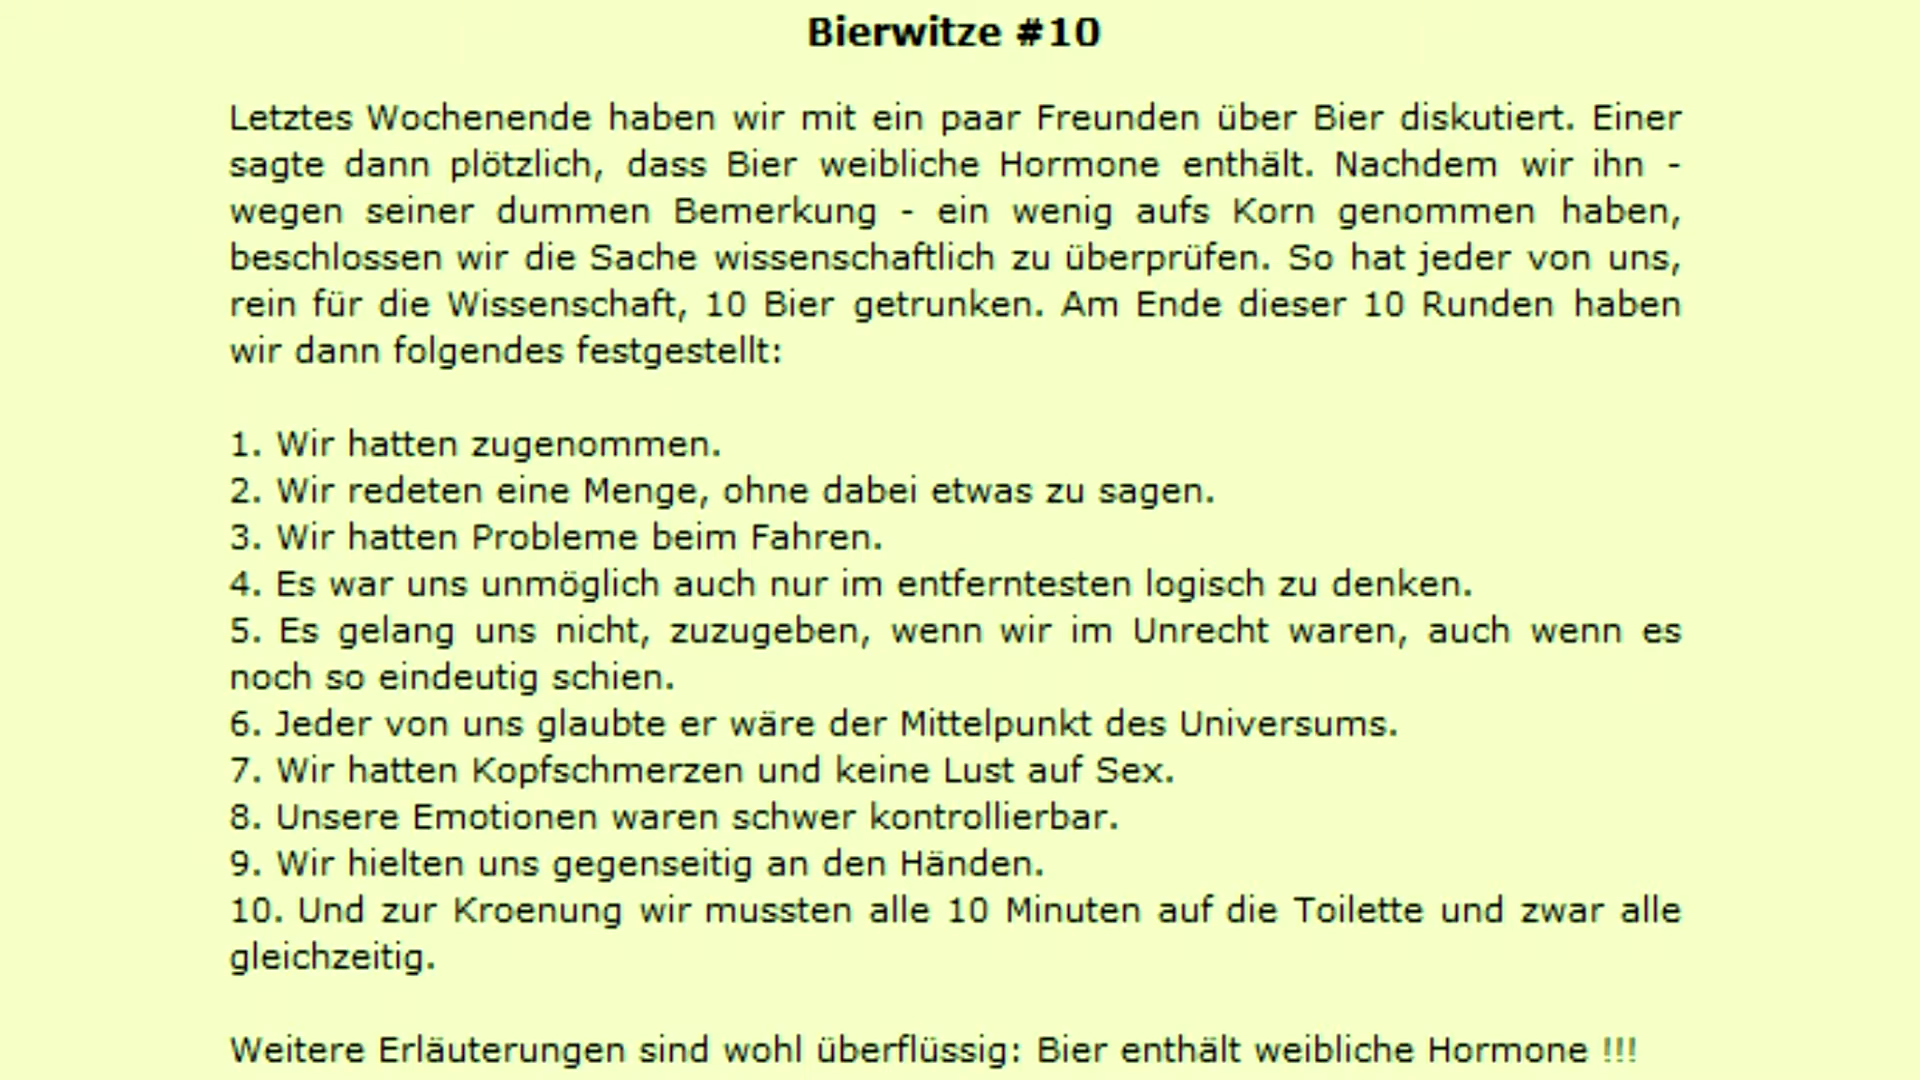 Bierwitze #10
Letztes Wochenende haben wir mit ein paar Freunden über Bier diskutiert. Einer
sagte dann plötzlich, dass Bier weibliche Hormone enthält. Nachdem wir ihn -
wegen seiner dummen Bemerkung - ein wenig aufs Korn genommen haben,
beschlossen wir die Sache wissenschaftlich zu überprüfen. So hat jeder von uns,
rein für die Wissenschaft, 10 Bier getrunken. Am Ende dieser 10 Runden haben
wir dann folgendes festgestellt:
1. Wir hatten zugenommen.
2. Wir redeten eine Menge, ohne dabei etwas zu sagen.
3. Wir hatten Probleme beim Fahren.
4. Es war uns unmöglich auch nur im entferntesten logisch zu denken.
5. Es gelang uns nicht, zuzugeben, wenn wir im Unrecht waren, auch wenn es
noch so eindeutig schien.
6. Jeder von uns glaubte er wäre der Mittelpunkt des Universums.
7. Wir hatten Kopfschmerzen und keine Lust auf Sex.
8. Unsere Emotionen waren schwer kontrollierbar.
9. Wir hielten uns gegenseitig an den Händen.
10. Und zur Kroenung wir mussten alle 10 Minuten auf die Toilette und zwar alle
gleichzeitig.
Weitere Erläuterungen sind wohl überflüssig: Bier enthält weibliche Hormone !!!